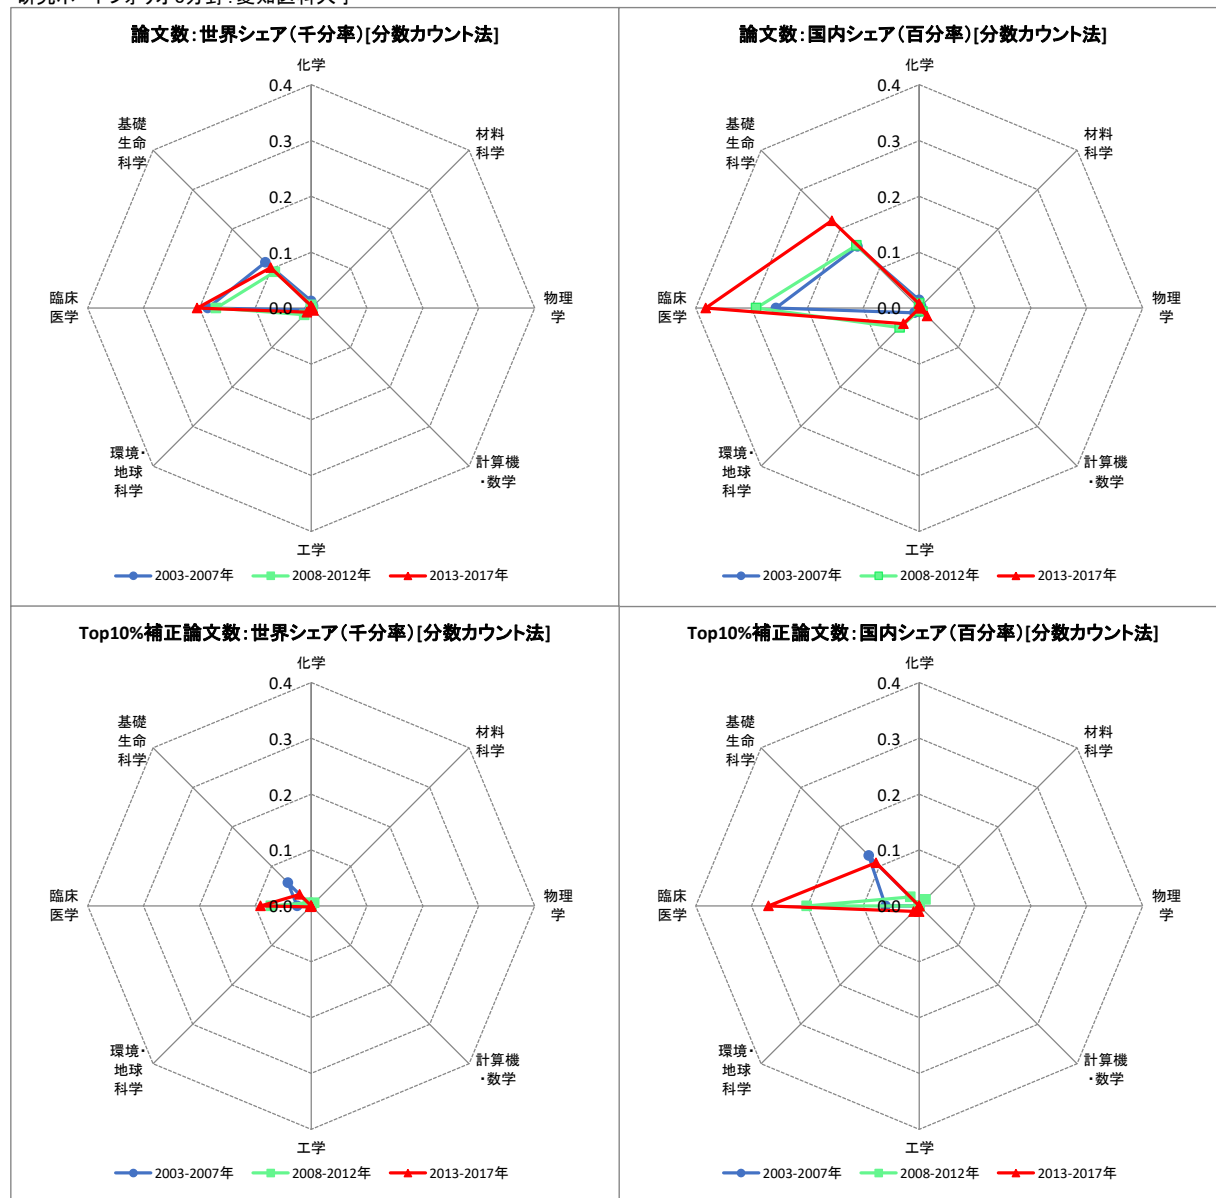 論文数：世界シェア（千分率）[分数カウント法]
化学
0.4
0.3
0.2
0.1
0.0
材料
科学
物理
学
計算機
・数学
工学
環境・
地球
科学
臨床
医学
基礎
生命
科学
2003-2007年
2008-2012年
2013-2017年
論文数：国内シェア（百分率）[分数カウント法]
化学
0.4
0.3
0.2
0.1
0.0
材料
科学
物理
学
計算機
・数学
工学
環境・
地球
科学
臨床
医学
基礎
生命
科学
2003-2007年
2008-2012年
2013-2017年
Top10%補正論文数：世界シェア（千分率）[分数カウント法]
化学
0.4
0.3
0.2
0.1
0.0
材料
科学
物理
学
計算機
・数学
工学
環境・
地球
科学
臨床
医学
基礎
生命
科学
2003-2007年
2008-2012年
2013-2017年
Top10%補正論文数：国内シェア（百分率）[分数カウント法]
化学
0.4
0.3
0.2
0.1
0.0
材料
科学
物理
学
計算機
・数学
工学
環境・
地球
科学
臨床
医学
基礎
生命
科学
2003-2007年
2008-2012年
2013-2017年